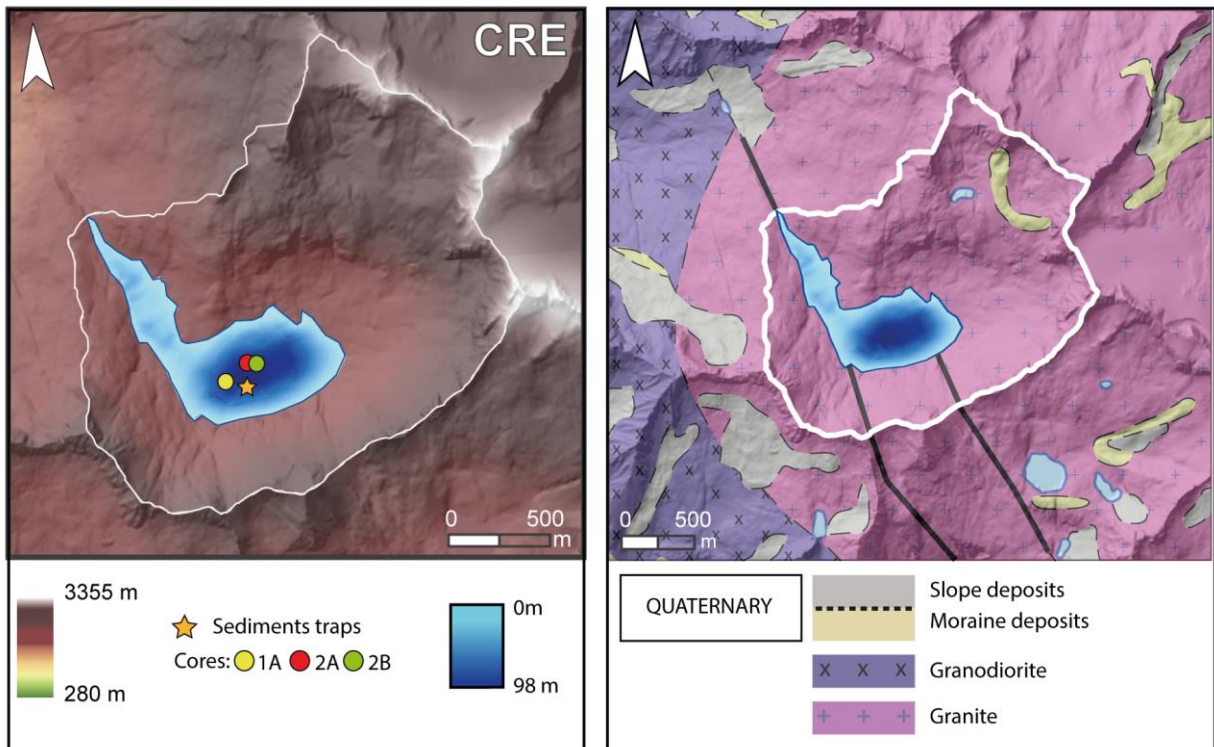 CRE
0 500
m
3355 m
280 m
Sediments traps
Cores: 1A 2A 2B
0m
98 m
0 500
m
QUATERNARY
Slope deposits
Moraine deposits
x x x
Granodiorite
+ + +
Granite